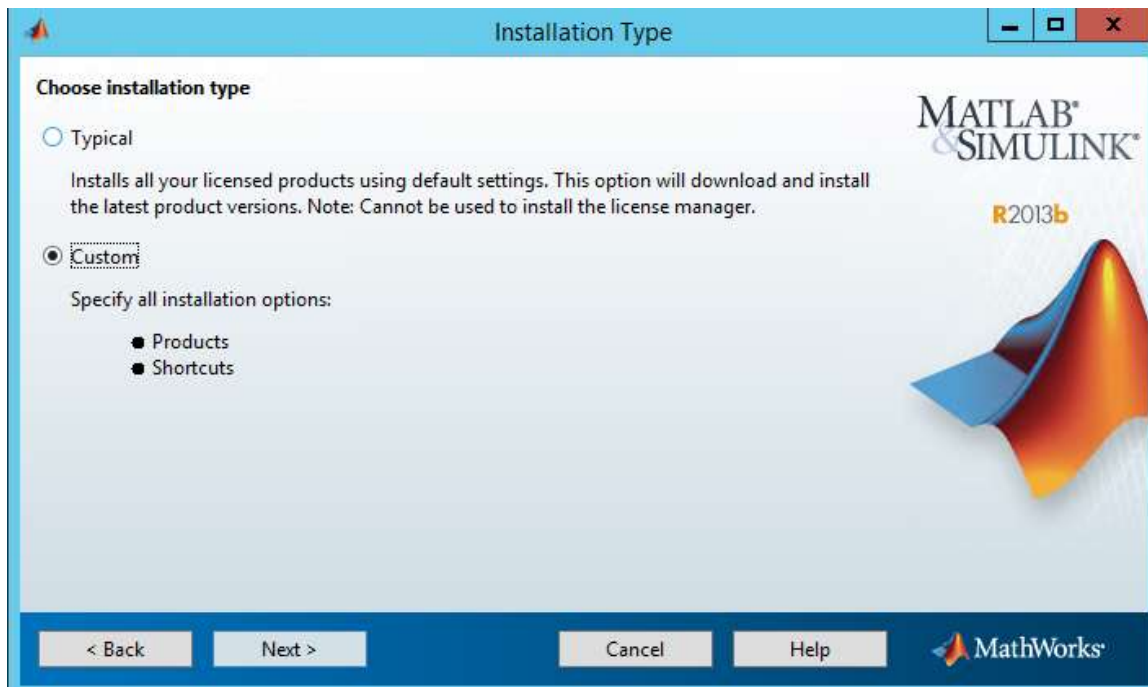 Installation Type
Choose installation type
Typical
Installs all your licensed products using default settings. This option will download and install
the latest product versions. Note: Cannot be used to install the license manager.
Custom
Specify all installation options:
● Products
● Shortcuts
MATLAB®
&SIMULINK®
R2013b
< Back
Next >
Cancel
Help
MathWorks®